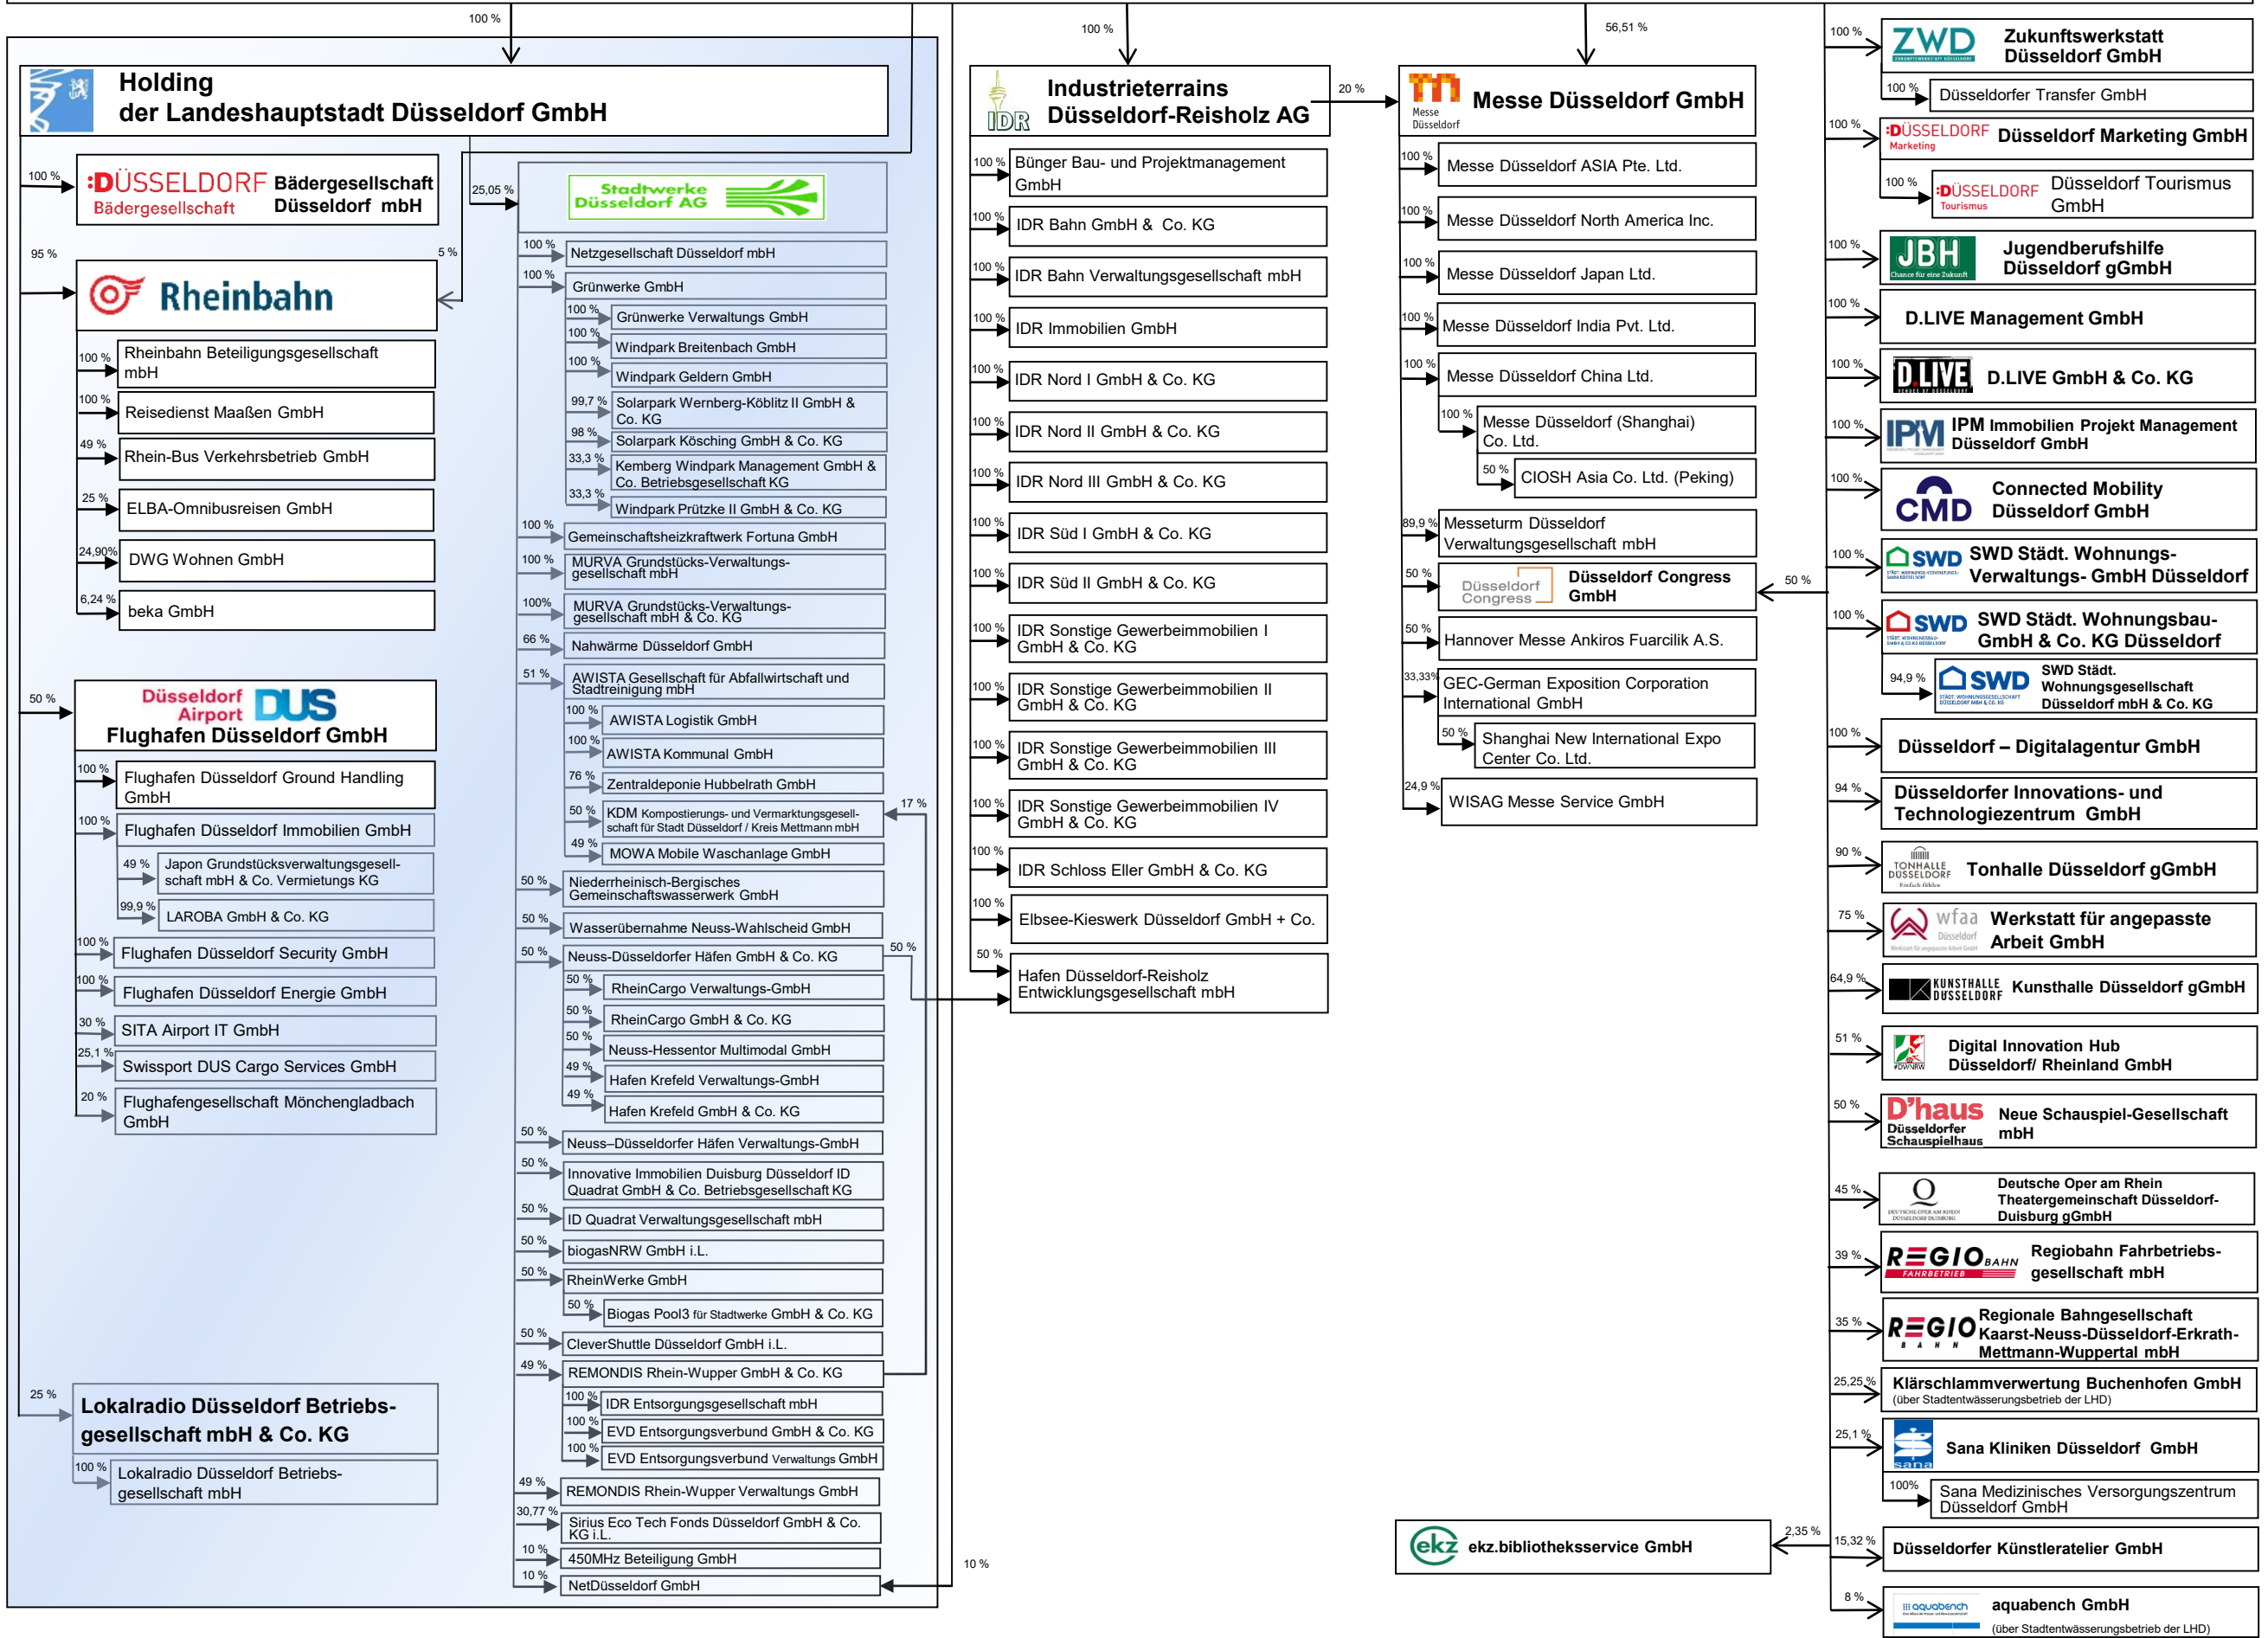 100 %
Holding
der Landeshauptstadt Düsseldorf GmbH
100 %
:DÜSSELDORF
Bädergesellschaft
Bädergesellschaft
Düsseldorf mbH
95 %
5 %
Rheinbahn
100 %
Rheinbahn Beteiligungsgesellschaft
mbH
100 %
Reisedienst Maaßen GmbH
49 %
Rhein-Bus Verkehrsbetrieb GmbH
25 %
ELBA-Omnibusreisen GmbH
24,90%
DWG Wohnen GmbH
6,24 %
beka GmbH
50 %
Düsseldorf
Airport
DUS
Flughafen Düsseldorf GmbH
100 %
Flughafen Düsseldorf Ground Handling
GmbH
100 %
Flughafen Düsseldorf Immobilien GmbH
49 %
Japon Grundstücksverwaltungsgesell-
schaft mbH & Co. Vermietungs KG
99,9 %
LAROBA GmbH & Co. KG
100 %
Flughafen Düsseldorf Security GmbH
100 %
Flughafen Düsseldorf Energie GmbH
30 %
SITA Airport IT GmbH
25,1 %
Swissport DUS Cargo Services GmbH
20 %
Flughafengesellschaft Mönchengladbach
GmbH
25 %
Lokalradio Düsseldorf Betriebs-
gesellschaft mbH & Co. KG
100 %
Lokalradio Düsseldorf Betriebs-
gesellschaft mbH
25,05 %
Stadtwerke
Düsseldorf AG
100 %
Netzgesellschaft Düsseldorf mbH
100 %
Grünwerke GmbH
100 %
Grünwerke Verwaltungs GmbH
100 %
Windpark Breitenbach GmbH
100 %
Windpark Geldern GmbH
99,7 %
Solarpark Wernberg-Köblitz II GmbH &
Co. KG
98 %
Solarpark Kösching GmbH & Co. KG
33,3 %
Kemberg Windpark Management GmbH &
Co. Betriebsgesellschaft KG
33,3 %
Windpark Prützke II GmbH & Co. KG
100 %
Gemeinschaftsheizkraftwerk Fortuna GmbH
100 %
MURVA Grundstücks-Verwaltungs-
gesellschaft mbH
100%
MURVA Grundstücks-Verwaltungs-
gesellschaft mbH & Co. KG
66 %
Nahwärme Düsseldorf GmbH
51 %
AWISTA Gesellschaft für Abfallwirtschaft und
Stadtreinigung mbH
100 %
AWISTA Logistik GmbH
100 %
AWISTA Kommunal GmbH
76 %
Zentraldeponie Hubbelrath GmbH
50 %
KDM Kompostierungs- und Vermarktungsgesell-
schaft für Stadt Düsseldorf / Kreis Mettmann mbH
17 %
49 %
MOWA Mobile Waschanlage GmbH
50 %
Niederrheinisch-Bergisches
Gemeinschaftswasserwerk GmbH
50 %
Wasserübernahme Neuss-Wahlscheid GmbH
50 %
Neuss-Düsseldorfer Häfen GmbH & Co. KG
50 %
50 %
RheinCargo Verwaltungs-GmbH
50 %
RheinCargo GmbH & Co. KG
50 %
Neuss-Hessentor Multimodal GmbH
49 %
Hafen Krefeld Verwaltungs-GmbH
49 %
Hafen Krefeld GmbH & Co. KG
50 %
Neuss–Düsseldorfer Häfen Verwaltungs-GmbH
50 %
Innovative Immobilien Duisburg Düsseldorf ID
Quadrat GmbH & Co. Betriebsgesellschaft KG
50 %
ID Quadrat Verwaltungsgesellschaft mbH
50 %
biogasNRW GmbH i.L.
50 %
RheinWerke GmbH
50 %
Biogas Pool3 für Stadtwerke GmbH & Co. KG
50 %
CleverShuttle Düsseldorf GmbH i.L.
49 %
REMONDIS Rhein-Wupper GmbH & Co. KG
100 %
IDR Entsorgungsgesellschaft mbH
100 %
EVD Entsorgungsverbund GmbH & Co. KG
100 %
EVD Entsorgungsverbund Verwaltungs GmbH
49 %
REMONDIS Rhein-Wupper Verwaltungs GmbH
30,77 %
Sirius Eco Tech Fonds Düsseldorf GmbH & Co.
KG i.L.
10 %
450MHz Beteiligung GmbH
10 %
NetDüsseldorf GmbH
10 %
100 %
IDR
Industrieterrains
Düsseldorf-Reisholz AG
20 %
100 %
Bünger Bau- und Projektmanagement
GmbH
100 %
IDR Bahn GmbH & Co. KG
100 %
IDR Bahn Verwaltungsgesellschaft mbH
100 %
IDR Immobilien GmbH
100 %
IDR Nord I GmbH & Co. KG
100 %
IDR Nord II GmbH & Co. KG
100 %
IDR Nord III GmbH & Co. KG
100 %
IDR Süd I GmbH & Co. KG
100 %
IDR Süd II GmbH & Co. KG
100 %
IDR Sonstige Gewerbeimmobilien I
GmbH & Co. KG
100 %
IDR Sonstige Gewerbeimmobilien II
GmbH & Co. KG
100 %
IDR Sonstige Gewerbeimmobilien III
GmbH & Co. KG
100 %
IDR Sonstige Gewerbeimmobilien IV
GmbH & Co. KG
100 %
IDR Schloss Eller GmbH & Co. KG
100 %
Elbsee-Kieswerk Düsseldorf GmbH + Co.
50 %
Hafen Düsseldorf-Reisholz
Entwicklungsgesellschaft mbH
56,51 %
Messe
Düsseldorf
Messe Düsseldorf GmbH
100 %
Messe Düsseldorf ASIA Pte. Ltd.
100 %
Messe Düsseldorf North America Inc.
100 %
Messe Düsseldorf Japan Ltd.
100 %
Messe Düsseldorf India Pvt. Ltd.
100 %
Messe Düsseldorf China Ltd.
100 %
Messe Düsseldorf (Shanghai)
Co. Ltd.
50 %
CIOSH Asia Co. Ltd. (Peking)
89,9 %
Messeturm Düsseldorf
Verwaltungsgesellschaft mbH
50 %
Düsseldorf
Congress
Düsseldorf Congress
GmbH
50 %
50 %
Hannover Messe Ankiros Fuarcilik A.S.
33,33%
GEC-German Exposition Corporation
International GmbH
50 %
Shanghai New International Expo
Center Co. Ltd.
24,9 %
WISAG Messe Service GmbH
ekz
ekz.bibliotheksservice GmbH
2,35 %
100 %
ZWD
ZUKUNFTSWERKSTATT DÜSSELDORF
Zukunftswerkstatt
Düsseldorf GmbH
100 %
Düsseldorfer Transfer GmbH
100 %
:DÜSSELDORF
Marketing
Düsseldorf Marketing GmbH
100 %
:DÜSSELDORF
Tourismus
Düsseldorf Tourismus
GmbH
100 %
JBH
Chance für eine Zukunft
Jugendberufshilfe
Düsseldorf gGmbH
100 %
D.LIVE Management GmbH
100 %
D.LIVE
D.LIVE GmbH & Co. KG
100 %
IPM
IPM Immobilien Projekt Management
Düsseldorf GmbH
100 %
CMD
Connected Mobility
Düsseldorf GmbH
100 %
SWD
SWD Städt. Wohnungs-
Verwaltungs- GmbH Düsseldorf
100 %
SWD
SWD Städt. Wohnungsbau-
GmbH & Co. KG Düsseldorf
94,9 %
SWD
SWD Städt.
Wohnungsgesellschaft
Düsseldorf mbH & Co. KG
100 %
Düsseldorf – Digitalagentur GmbH
94 %
Düsseldorfer Innovations- und
Technologiezentrum GmbH
90 %
TONHALLE
DÜSSELDORF
Einfach fühlen
Tonhalle Düsseldorf gGmbH
75 %
wfaa
Düsseldorf
Werkstatt für angepasste Arbeit GmbH
Werkstatt für angepasste
Arbeit GmbH
64,9 %
KUNSTHALLE
DÜSSELDORF
Kunsthalle Düsseldorf gGmbH
51 %
#DWNRW
Digital Innovation Hub
Düsseldorf/ Rheinland GmbH
50 %
D'haus
Düsseldorfer
Schauspielhaus
Neue Schauspiel-Gesellschaft
mbH
45 %
DEUTSCHE OPER AM RHEIN
DÜSSELDORF DUISBURG
Deutsche Oper am Rhein
Theatergemeinschaft Düsseldorf-
Duisburg gGmbH
39 %
REGIOBAHN
FAHRBETRIEB
Regiobahn Fahrbetriebs-
gesellschaft mbH
35 %
REGIO
BAHN
Regionale Bahngesellschaft
Kaarst-Neuss-Düsseldorf-Erkrath-
Mettmann-Wuppertal mbH
25,25 %
Klärschlammverwertung Buchenhofen GmbH
(über Stadtentwässerungsbetrieb der LHD)
25,1 %
sana
Sana Kliniken Düsseldorf GmbH
100%
Sana Medizinisches Versorgungszentrum
Düsseldorf GmbH
15,32 %
Düsseldorfer Künstleratelier GmbH
8 %
aquabench
aquabench GmbH
(über Stadtentwässerungsbetrieb der LHD)